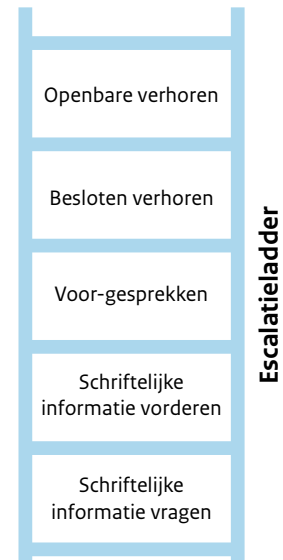 Openbare verhoren
Besloten verhoren
Voor-gesprekken
Schriftelijke
informatie vorderen
Schriftelijke
informatie vragen
Escalatieladder